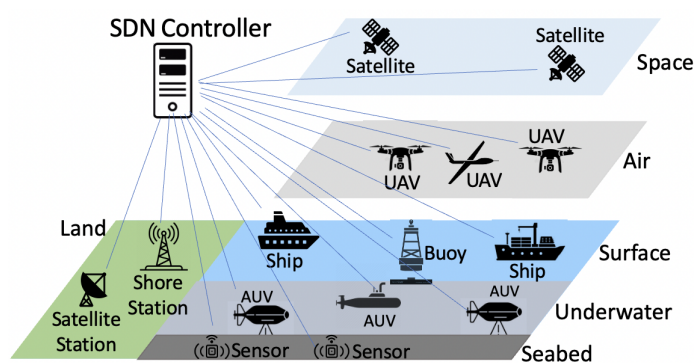 SDN Controller
Satellite
Satellite
Space
UAV
UAV
UAV
Air
Land
Ship
Buoy
Ship
Surface
Shore
Station
Satellite
Station
AUV
AUV
AUV
Underwater
Sensor
Sensor
Seabed